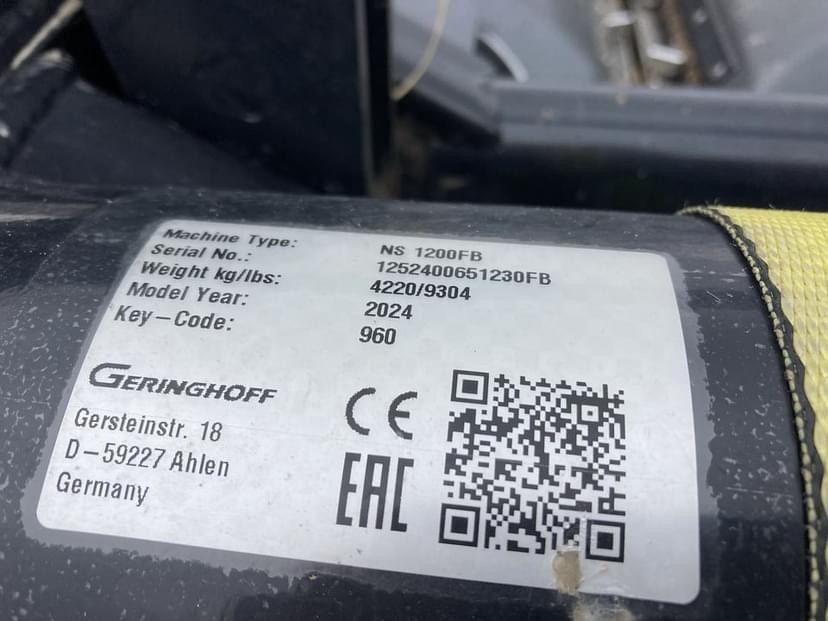 Machine Type: NS 1200FB
Serial No.: 1252400651230FB
Weight kg/lbs: 4220/9304
Model Year: 2024
Key-Code: 960
GERINGHOFF
Gersteinstr. 18
D-59227 Ahlen
Germany
CE
EAC